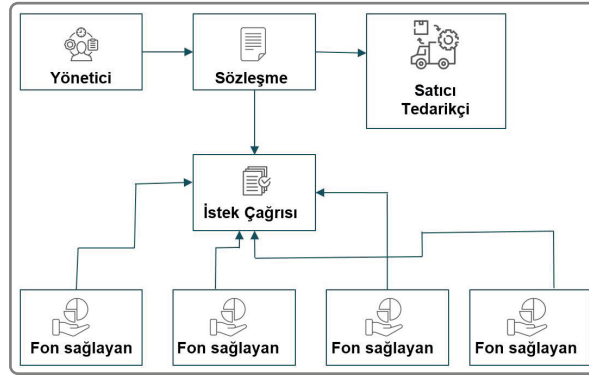 Yönetici
Sözleşme
Satıcı
Tedarikçi
İstek Çağrısı
Fon sağlayan
Fon sağlayan
Fon sağlayan
Fon sağlayan